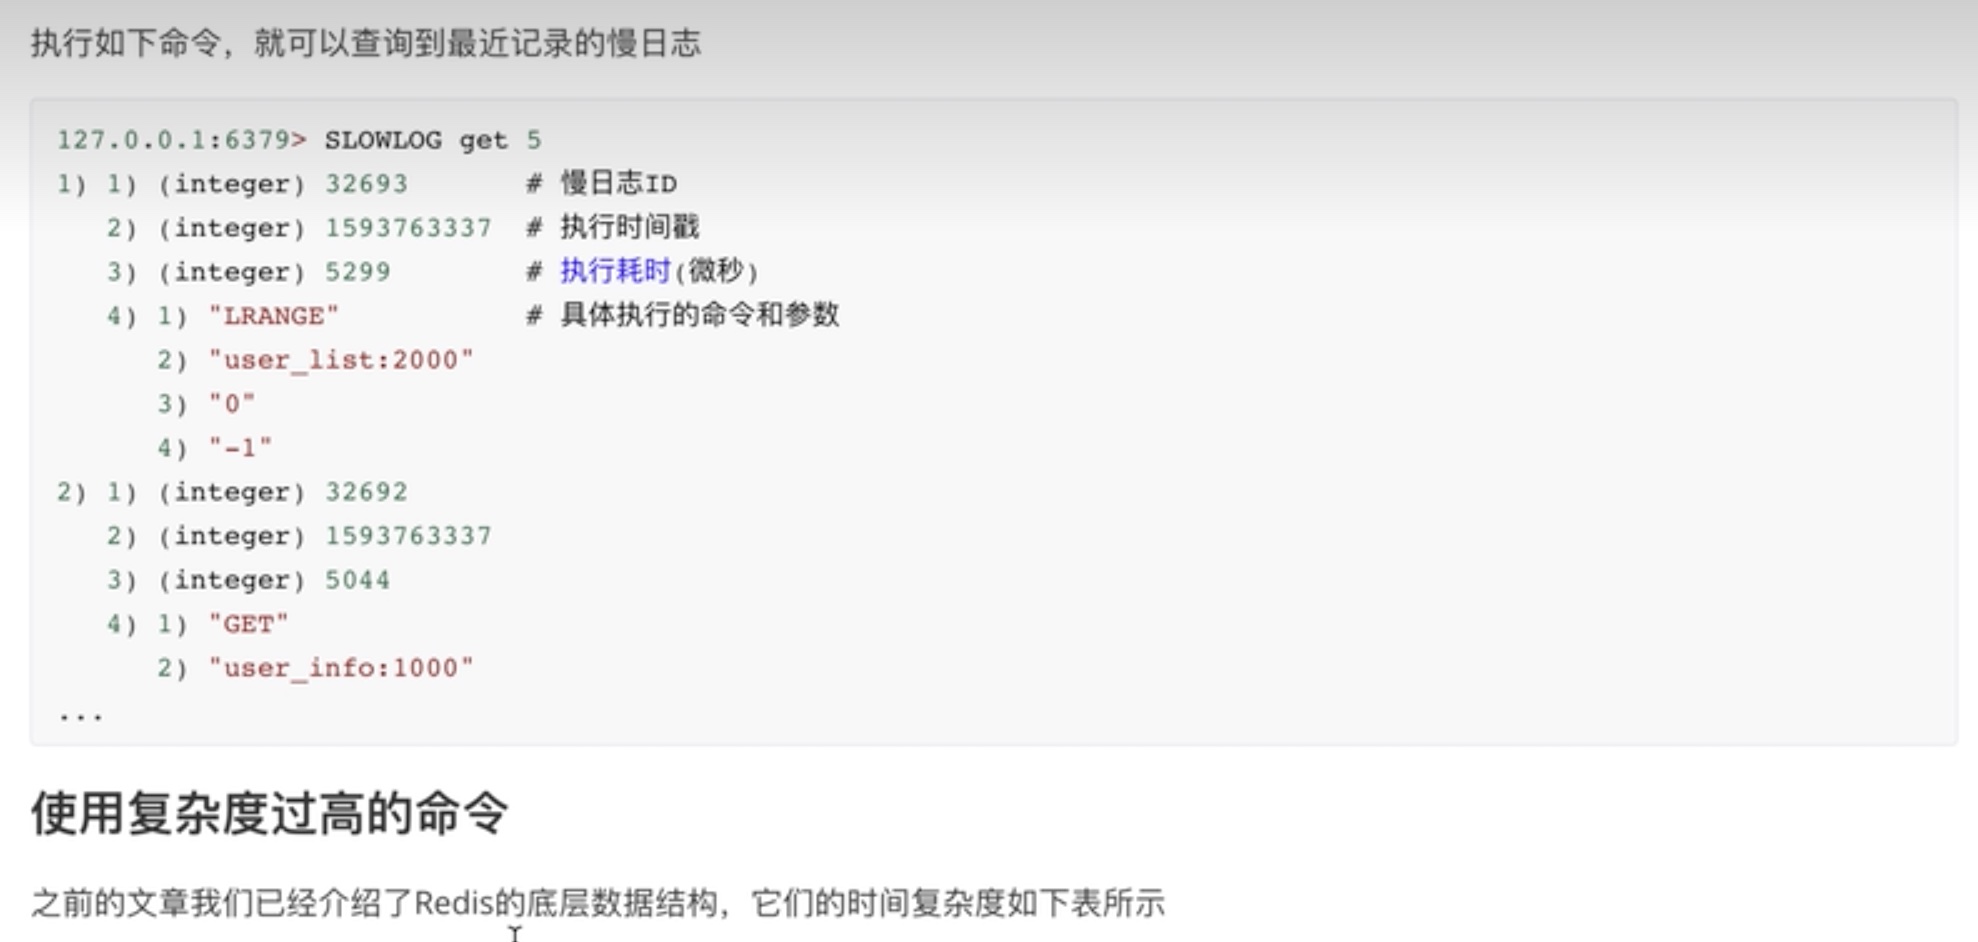 执行如下命令，就可以查询到最近记录的慢日志
127.0.0.1:6379> SLOWLOG get 5
1) 1) (integer) 32693       # 慢日志ID
   2) (integer) 1593763337  # 执行时间戳
   3) (integer) 5299        # 执行耗时(微秒)
   4) 1) "LRANGE"           # 具体执行的命令和参数
      2) "user_list:2000"
      3) "0"
      4) "-1"
2) 1) (integer) 32692
   2) (integer) 1593763337
   3) (integer) 5044
   4) 1) "GET"
      2) "user_info:1000"
...
使用复杂度过高的命令
之前的文章我们已经介绍了Redis的底层数据结构，它们的时间复杂度如下表所示